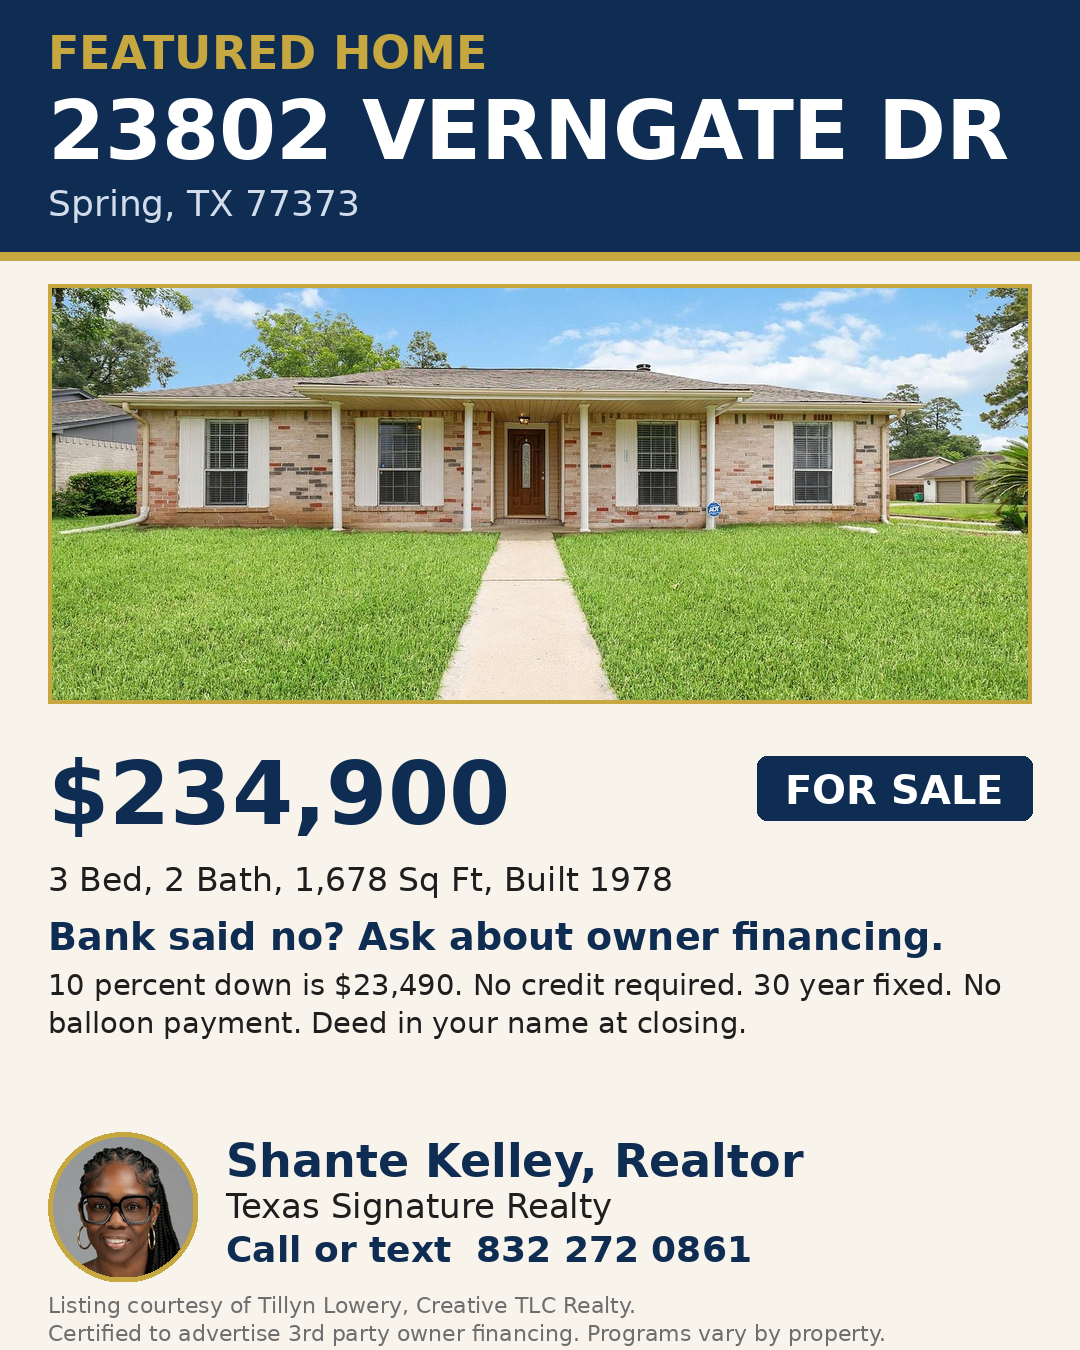 FEATURED HOME
23802 VERNGATE DR
Spring, TX 77373
ADT
$234,900
FOR SALE
3 Bed, 2 Bath, 1,678 Sq Ft, Built 1978
Bank said no? Ask about owner financing.
10 percent down is $23,490. No credit required. 30 year fixed. No
balloon payment. Deed in your name at closing.
Shante Kelley, Realtor
Texas Signature Realty
Call or text  832 272 0861
Listing courtesy of Tillyn Lowery, Creative TLC Realty.
Certified to advertise 3rd party owner financing. Programs vary by property.